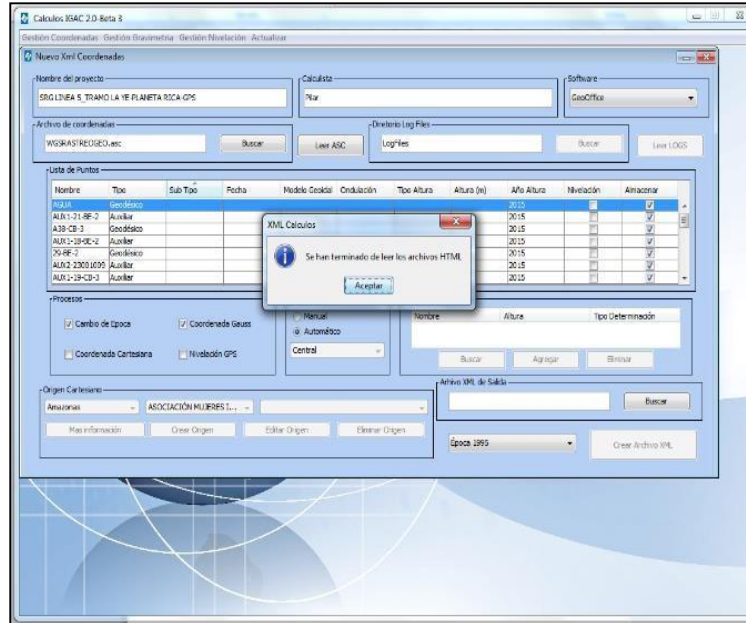 Calculos IGAC 2.0-Beta 3
Gestión Coordenadas Gestión Gravimetria Gestión Nivelación Actualizar
Nuevo Xml Coordenadas
Nombre del proyecto
Calculista
Software
SRG LINEA 5_TRAMO LA YE-PLANETA RICA-GPS
Pilar
GeoOffice
Archivo de coordenadas
Diretorio Log Files
WGSRASTREOGEO.asc
Buscar
Leer ASC
LogFiles
Buscar
Leer LOGS
Lista de Puntos
Nombre Tipo Sub Tipo Fecha Modelo Geoidal Ondulación Tipo Altura Altura (m) Año Altura Nivelación Almacenar
AGUA Geodésico 2015
AUX1-21-BE-2 Auxiliar 2015
A38-CB-3 Geodésico 2015
AUX1-18-BE-2 Auxiliar 2015
29-BE-2 Geodésico 2015
AUX2-23001009 Auxiliar 2015
AUX1-19-CB-3 Auxiliar 2015
XML Calculos
Se han terminado de leer los archivos HTML
Aceptar
Procesos
Cambio de Epoca
Coordenada Gauss
Coordenada Cartesiana
Nivelación GPS
Manual
Automático
Central
Nombre Altura Tipo Determinación
Buscar
Agregar
Eliminar
Origen Cartesiano
Amazonas
ASOCIACIÓN MUJERES I...
Mas información
Crear Origen
Editar Origen
Eliminar Origen
Arhivo XML de Salida
Buscar
Época 1995
Crear Archivo XML